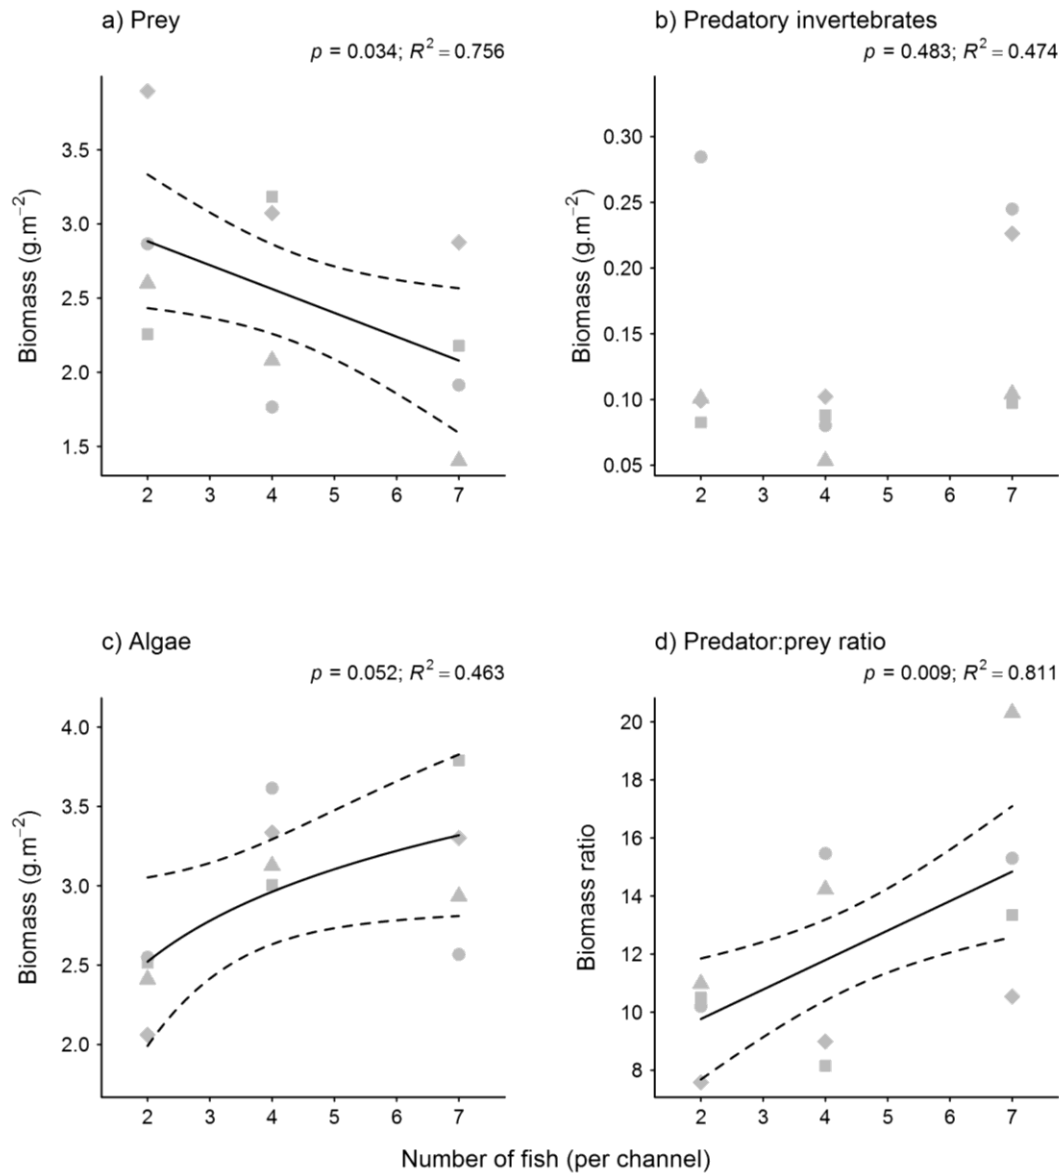 a) Prey
p = 0.034; R² = 0.756
Biomass (g.m⁻²)
3.5
3.0
2.5
2.0
1.5
2 3 4 5 6 7
b) Predatory invertebrates
p = 0.483; R² = 0.474
Biomass (g.m⁻²)
0.30
0.25
0.20
0.15
0.10
0.05
2 3 4 5 6 7
c) Algae
p = 0.052; R² = 0.463
Biomass (g.m⁻²)
4.0
3.5
3.0
2.5
2.0
2 3 4 5 6 7
d) Predator:prey ratio
p = 0.009; R² = 0.811
Biomass ratio
20
18
16
14
12
10
8
2 3 4 5 6 7
Number of fish (per channel)